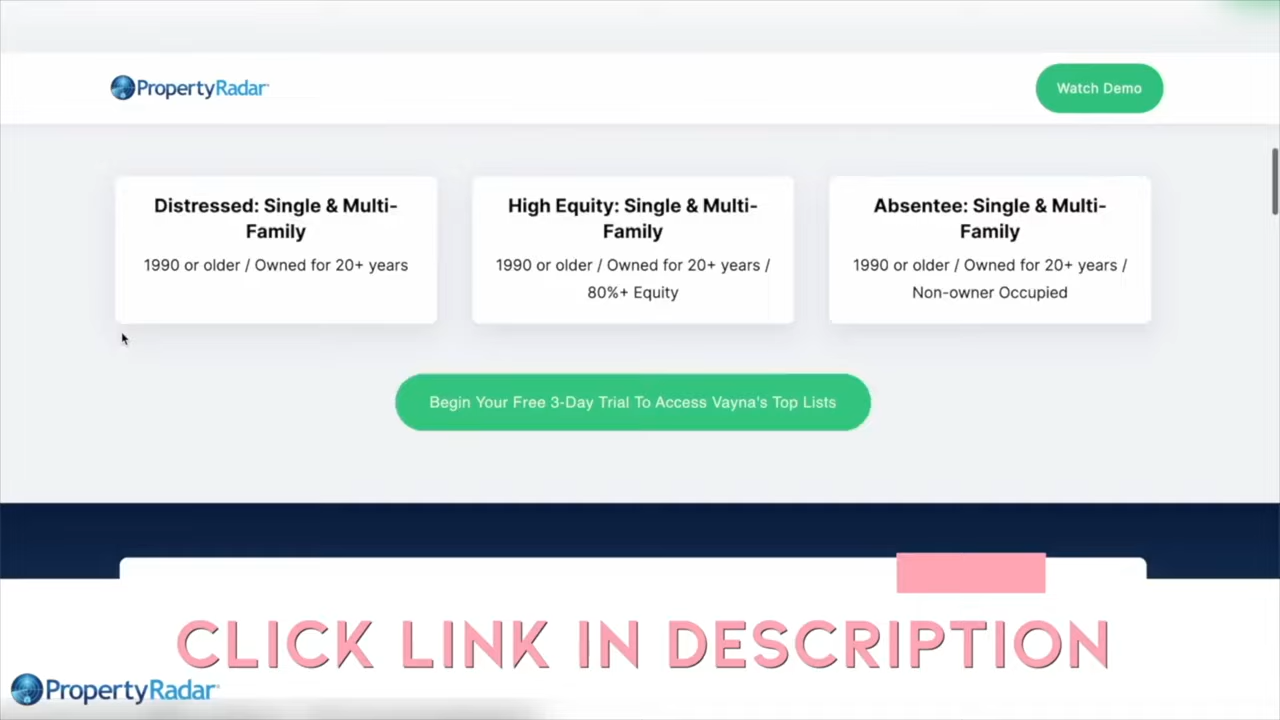 PropertyRadar
Watch Demo
Distressed: Single & Multi-
Family
1990 or older / Owned for 20+ years
High Equity: Single & Multi-
Family
1990 or older / Owned for 20+ years /
80%+ Equity
Absentee: Single & Multi-
Family
1990 or older / Owned for 20+ years /
Non-owner Occupied
Begin Your Free 3-Day Trial To Access Vayna's Top Lists
CLICK LINK IN DESCRIPTION
PropertyRadar